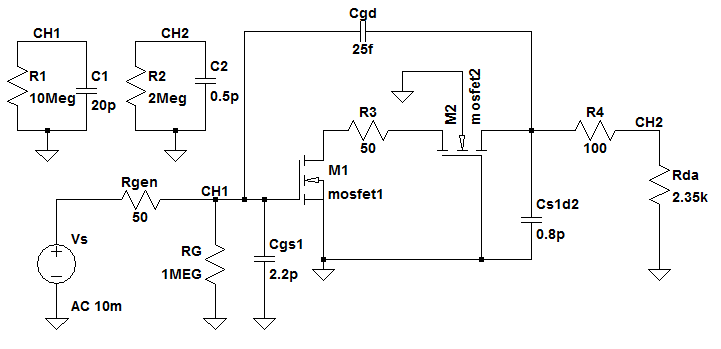 Cgd
25f
CH1
R1
10Meg
C1
20p
CH2
R2
2Meg
C2
0.5p
R3
50
M2
mosfet2
R4
100
CH2
Rda
2.35k
M1
mosfet1
Rgen
50
CH1
Vs
AC 10m
RG
1MEG
Cgs1
2.2p
Cs1d2
0.8p